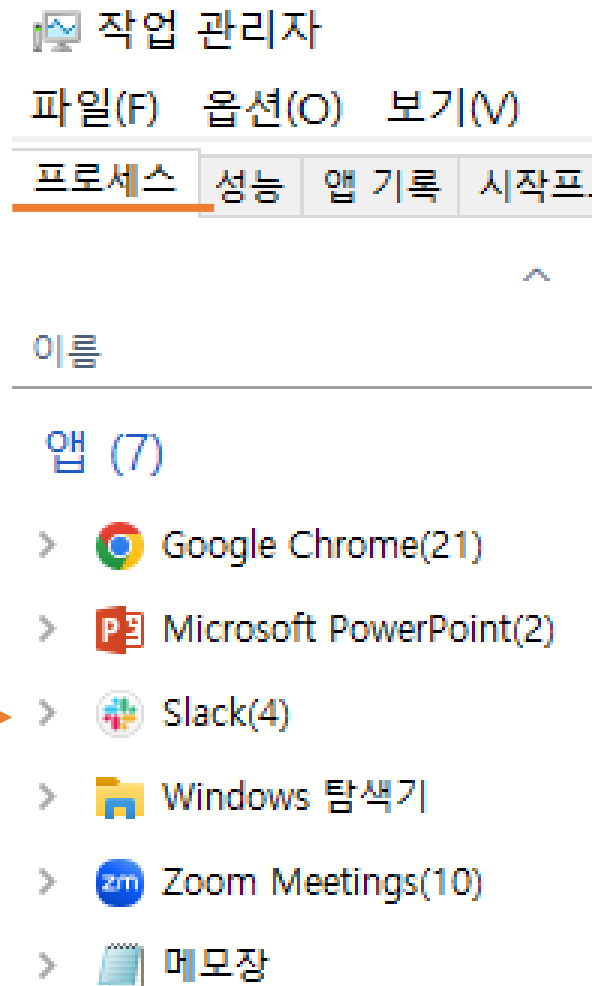 작업 관리자
파일(F) 옵션(O) 보기(V)
프로세스 성능 앱 기록 시작프
이름
앱 (7)
Google Chrome(21)
Microsoft PowerPoint(2)
Slack(4)
Windows 탐색기
zm Zoom Meetings(10)
메모장